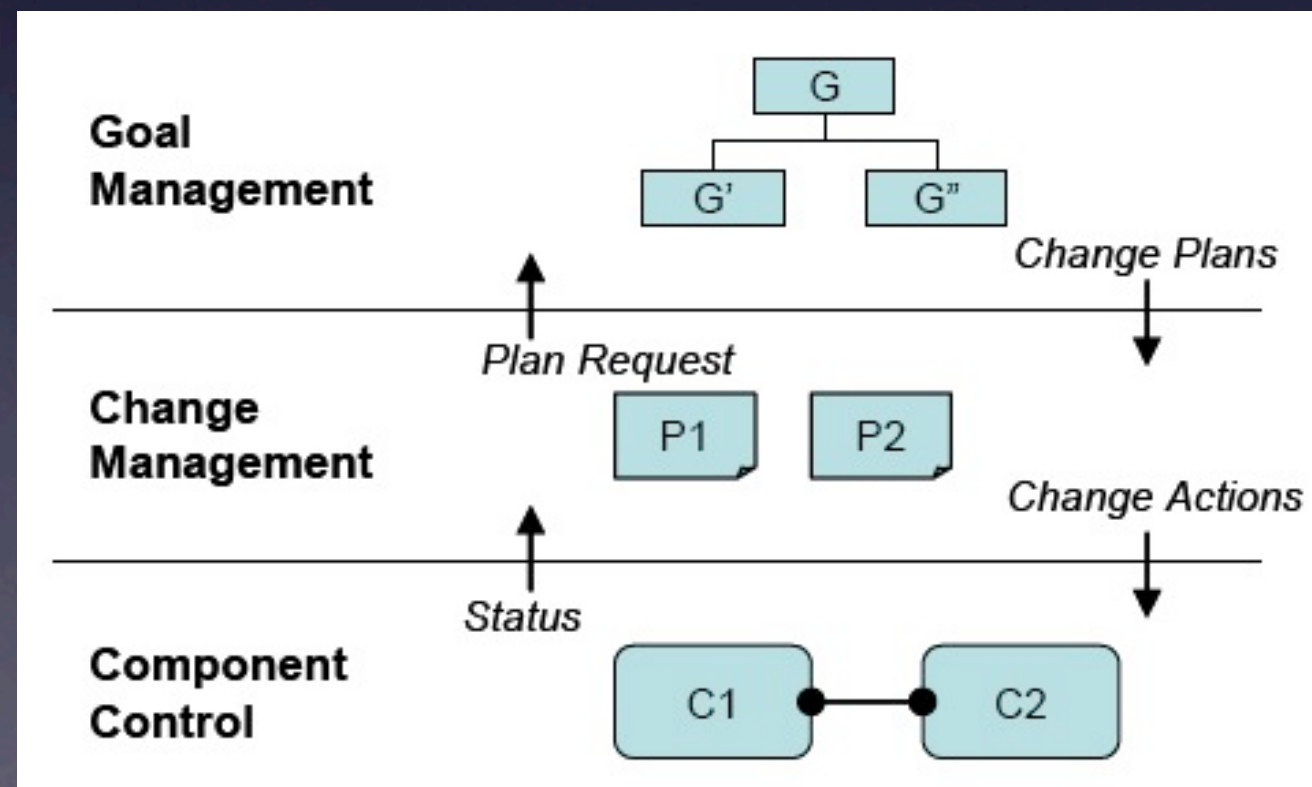 G
Goal
Management
G’
G”
Change Plans
Plan Request
Change
Management
P1
P2
Change Actions
Status
Component
Control
C1
C2